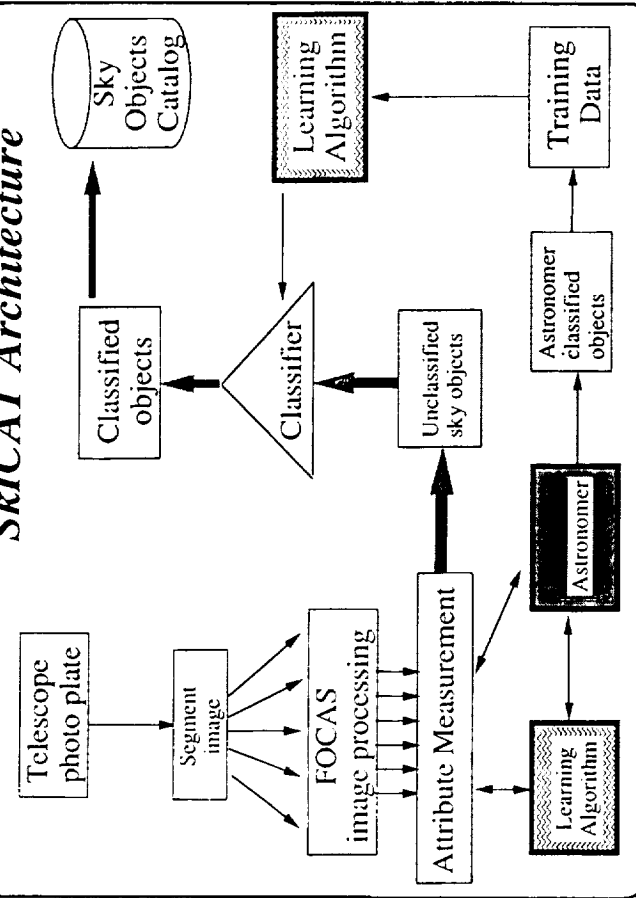 SKICAT Architecture
Telescope
photo plate
Segment
image
FOCAS
image processing
Attribute Measurement
Learning
Algorithm
Astronomer
Astronomer
classified
objects
Training
Data
Learning
Algorithm
Unclassified
sky objects
Classifier
Classified
objects
Sky
Objects
Catalog